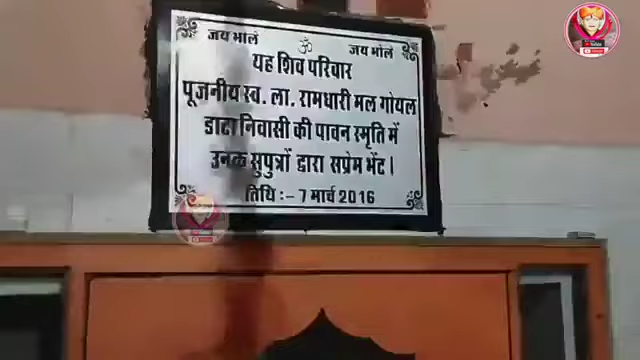 जय भोले ॐ जय भोले
यह शिव परिवार
पूजनीय स्व. ला. रामधारी मल गोयल
डाटा निवासी की पावन स्मृति में
उनके सुपुत्रों द्वारा सप्रेम भेंट।
तिथि :- 7 मार्च 2016